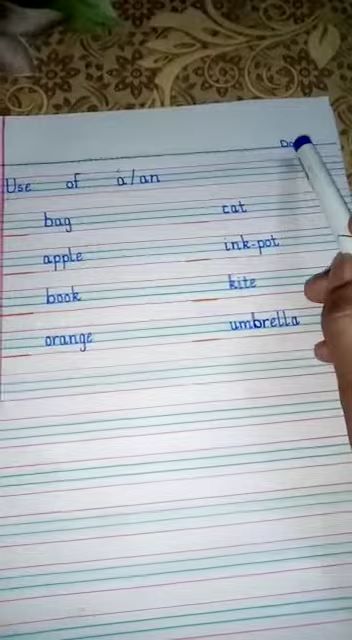 Use of a/an
bag cat
apple ink-pot
book kite
orange umbrella